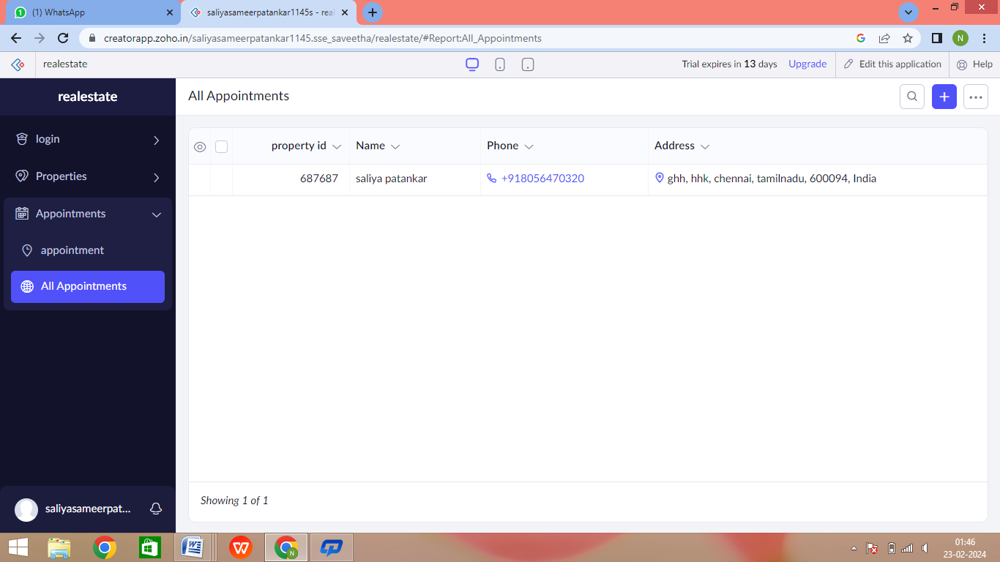 (1) WhatsApp
saliyasameerpatankar1145s - rea
creatorapp.zoho.in/saliyasameerpatankar1145.sse_saveetha/realestate/#Report:All_Appointments
N
realestate
Trial expires in 13 days
Upgrade
Edit this application
Help
realestate
All Appointments
login
Properties
Appointments
appointment
All Appointments
property id
Name
Phone
Address
687687
saliya patankar
+918056470320
ghh, hhk, chennai, tamilnadu, 600094, India
Showing 1 of 1
saliyasameerpat...
01:46
23-02-2024